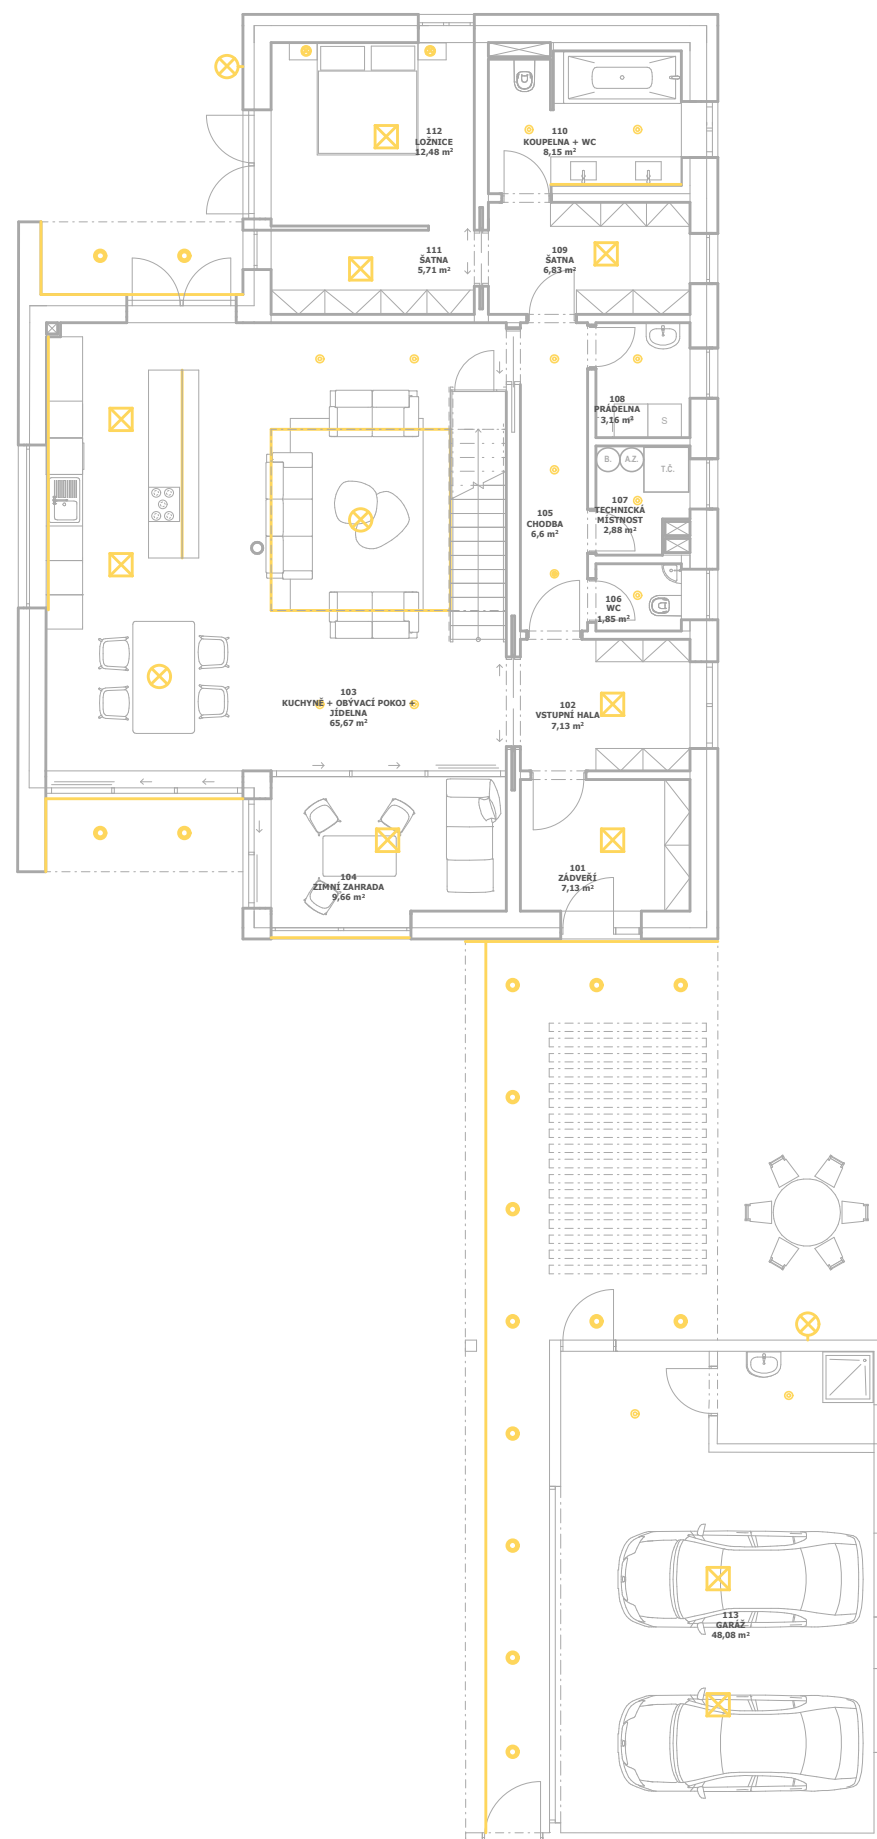 112
LOŽNICE
12,48 m²
110
KOUPELNA + WC
8,15 m²
111
ŠATNA
5,71 m²
109
ŠATNA
6,83 m²
108
PRÁDELNA
3,16 m²
S
B.
A.Z.
T.Č.
107
TECHNICKÁ
MÍSTNOST
2,88 m²
105
CHODBA
6,6 m²
106
WC
1,85 m²
103
KUCHYNĚ + OBÝVACÍ POKOJ +
JÍDELNA
65,67 m²
102
VSTUPNÍ HALA
7,13 m²
104
ZIMNÍ ZAHRADA
9,66 m²
101
ZÁDVEŘÍ
7,13 m²
113
GARÁŽ
48,08 m²